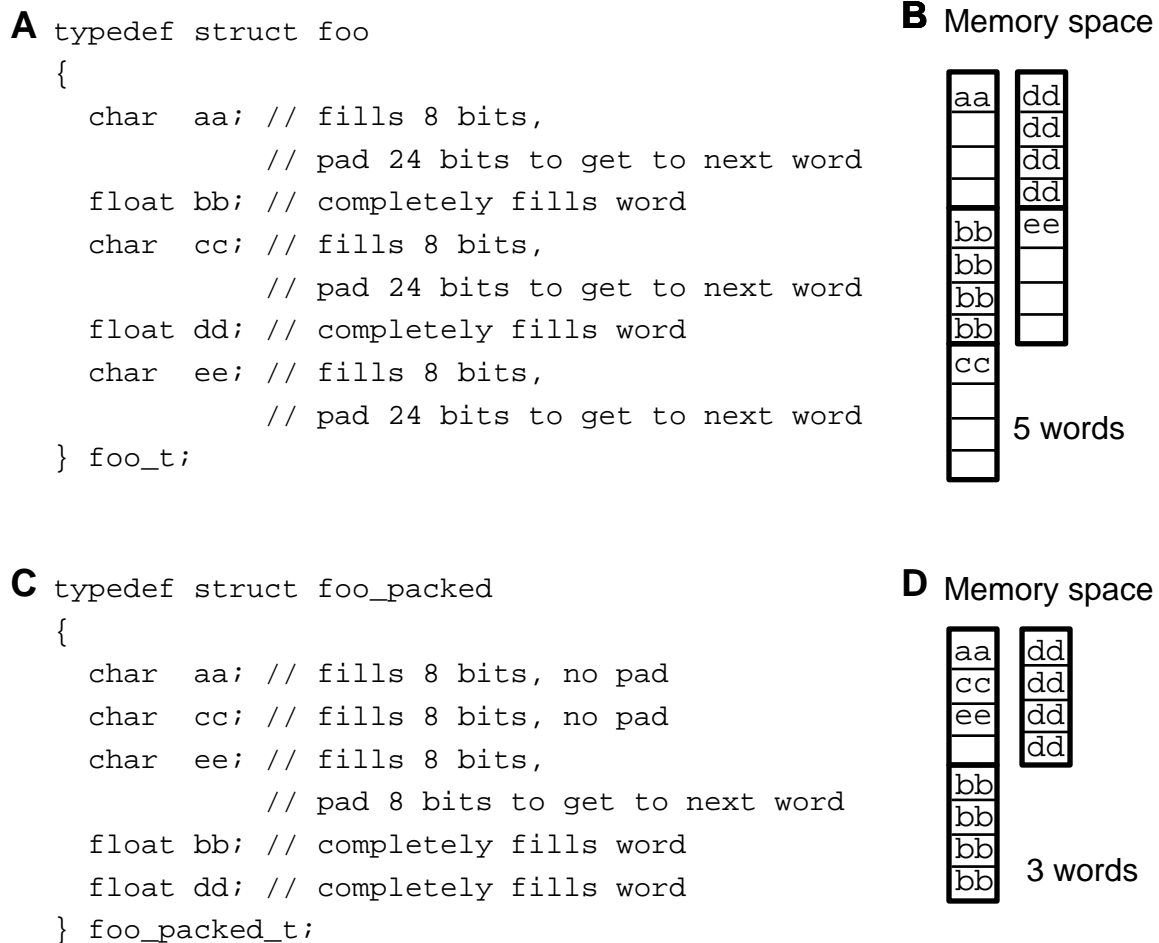 A typedef struct foo
{
char aa; // fills 8 bits,
// pad 24 bits to get to next word
float bb; // completely fills word
char cc; // fills 8 bits,
// pad 24 bits to get to next word
float dd; // completely fills word
char ee; // fills 8 bits,
// pad 24 bits to get to next word
} foo_t;
B Memory space
aa
bb
bb
bb
bb
cc
dd
dd
dd
dd
ee
5 words
C typedef struct foo_packed
{
char aa; // fills 8 bits, no pad
char cc; // fills 8 bits, no pad
char ee; // fills 8 bits,
// pad 8 bits to get to next word
float bb; // completely fills word
float dd; // completely fills word
} foo_packed_t;
D Memory space
aa
cc
ee
bb
bb
bb
bb
dd
dd
dd
dd
3 words